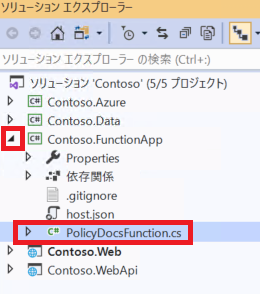 ソリューション エクスプローラー
ソリューション エクスプローラー の検索 (Ctrl+:)
ソリューション 'Contoso' (5/5 プロジェクト)
C# Contoso.Azure
C# Contoso.Data
C# Contoso.FunctionApp
Properties
依存関係
.gitignore
host.json
C# PolicyDocsFunction.cs
Contoso.Web
Contoso.WebApi